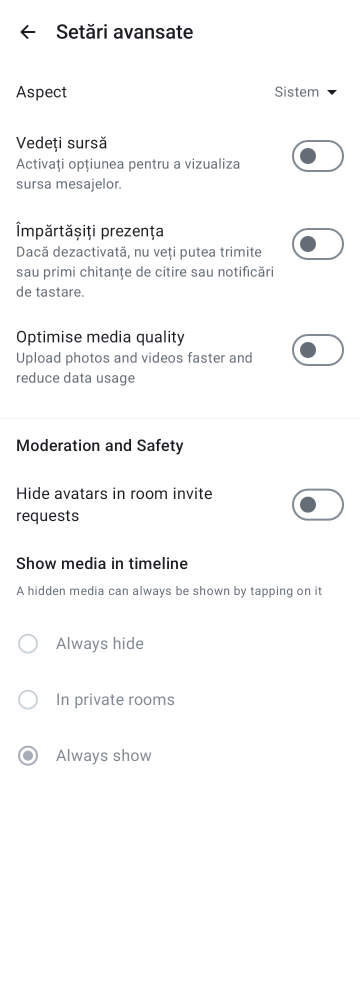 Setări avansate
Aspect
Sistem
Vedeți sursă
Activați opțiunea pentru a vizualiza
sursa mesajelor.
Împărtășiți prezența
Dacă dezactivată, nu veți putea trimite
sau primi chitanțe de citire sau notificări
de tastare.
Optimise media quality
Upload photos and videos faster and
reduce data usage
Moderation and Safety
Hide avatars in room invite
requests
Show media in timeline
A hidden media can always be shown by tapping on it
Always hide
In private rooms
Always show